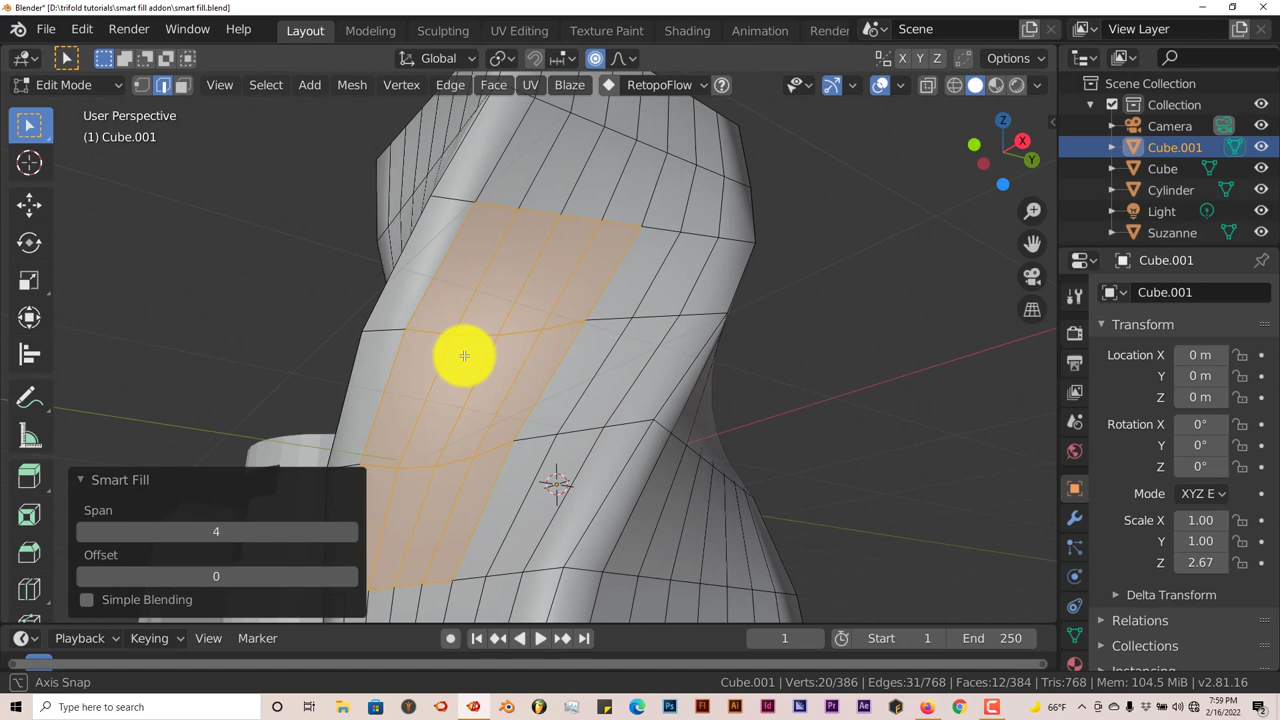 Blender* [D:\trifold tutorials\smart fill addon\smart fill.blend]
File Edit Render Window Help Layout Modeling Sculpting UV Editing Texture Paint Shading Animation Render Scene View Layer
Global X Y Z Options
Edit Mode View Select Add Mesh Vertex Edge Face UV Blaze RetopoFlow
User Perspective
(1) Cube.001
Z
X
Y
Scene Collection
Collection
Camera
Cube.001
Cube
Cylinder
Light
Suzanne
Cube.001
Cube.001
Transform
Location X 0 m
Y 0 m
Z 0 m
Rotation X 0°
Y 0°
Z 0°
Mode XYZ E
Scale X 1.00
Y 1.00
Z 2.67
Delta Transform
Relations
Collections
Instancing
Smart Fill
Span
4
Offset
0
Simple Blending
Playback Keying View Marker 1 Start 1 End 250
Axis Snap Cube.001 | Verts:20/386 | Edges:31/768 | Faces:12/384 | Tris:768 | Mem: 104.5 MiB | v2.81.16
Type here to search 66°F 7:59 PM
2/16/2022